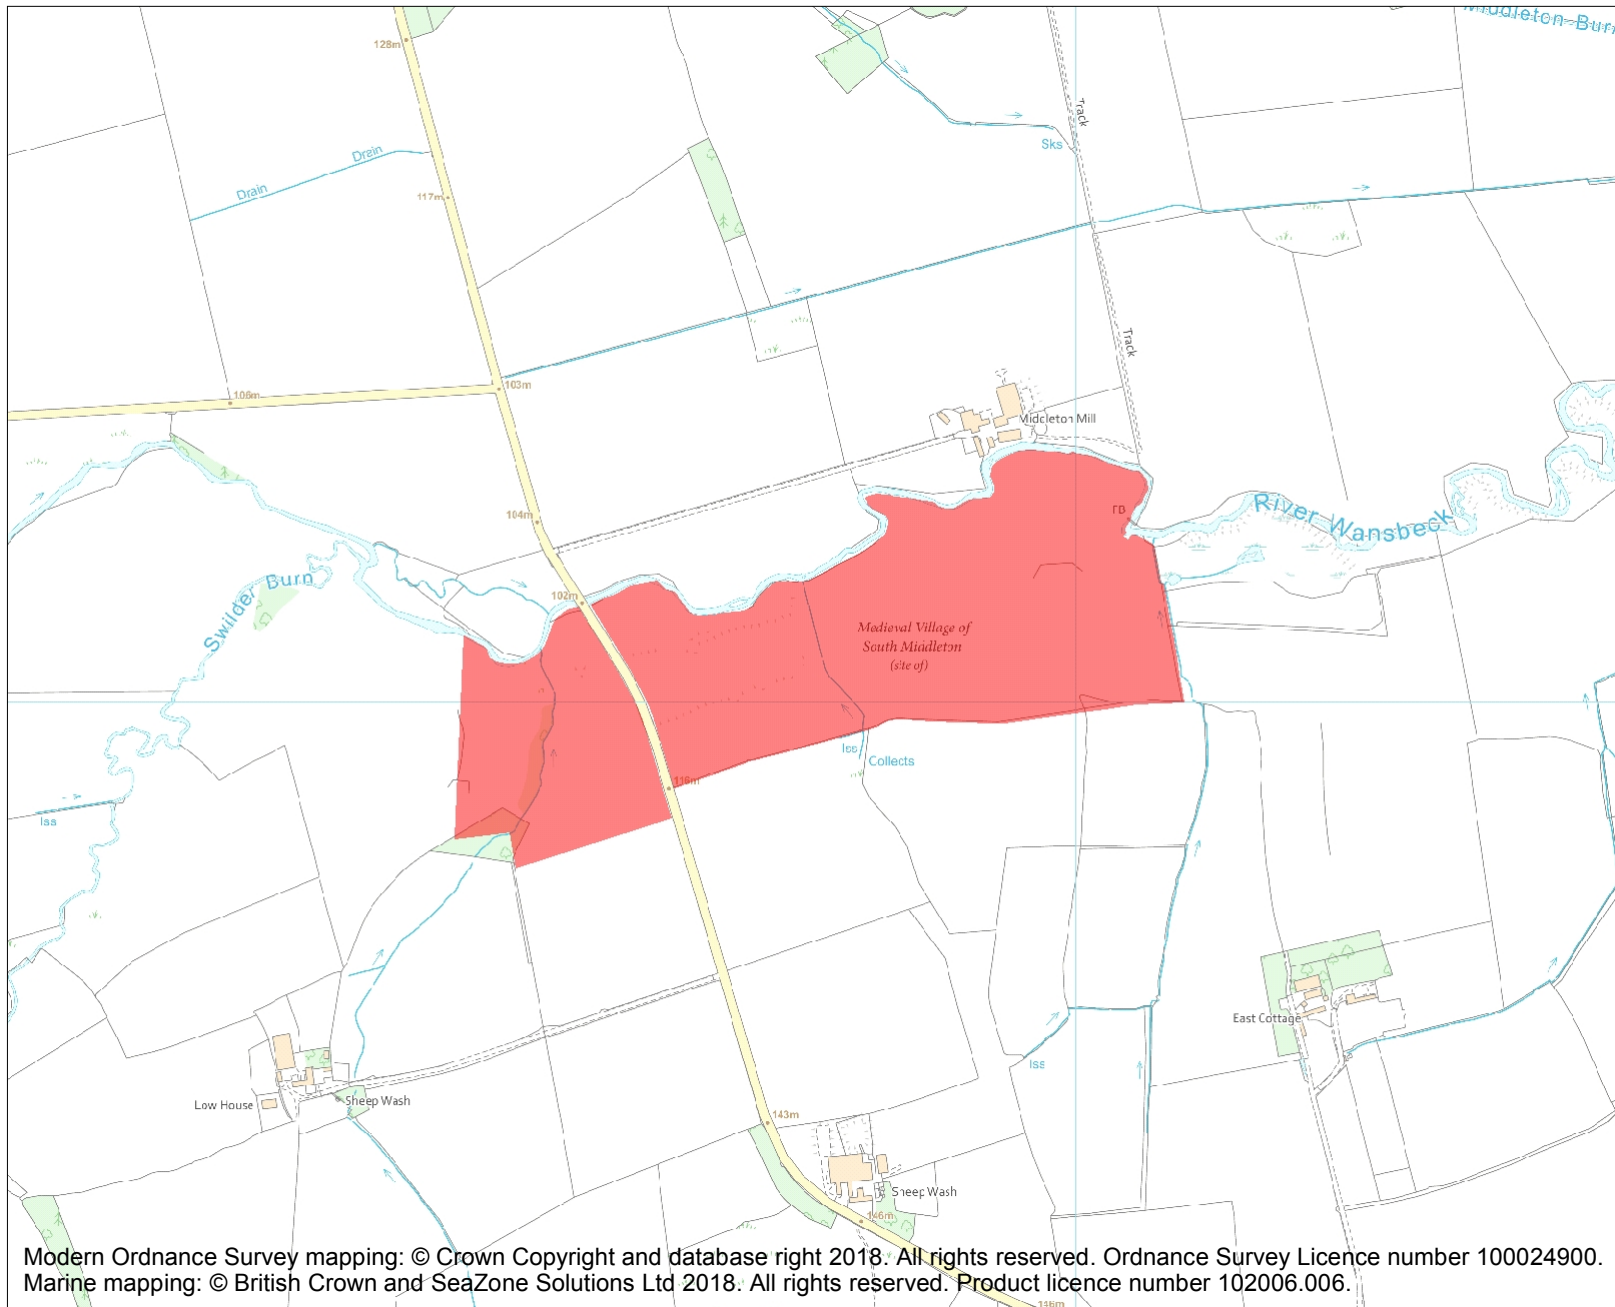 Middleton Burn
128m
Track
Drain
Sks
Drain
117m
Track
103m
106m
Middleton Mill
River Wansbeck
FB
104m
Swilder Burn
102m
Medieval Village of
South Middleton
(site of)
Iss
Collects
116m
Iss
East Cottage
Iss
Low House
Sheep Wash
143m
Sheep Wash
146m
Modern Ordnance Survey mapping: © Crown Copyright and database right 2018. All rights reserved. Ordnance Survey Licence number 100024900.
Marine mapping: © British Crown and SeaZone Solutions Ltd 2018. All rights reserved. Product licence number 102006.006.
146m